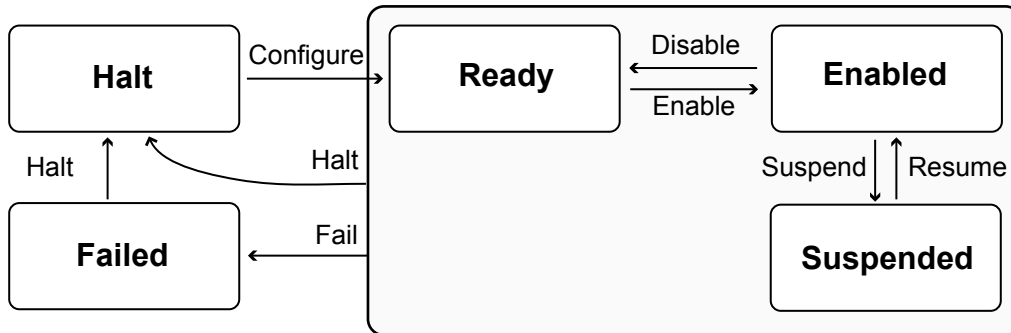 Halt
Configure
Ready
Disable
Enable
Enabled
Halt
Halt
Suspend
Resume
Failed
Fail
Suspended